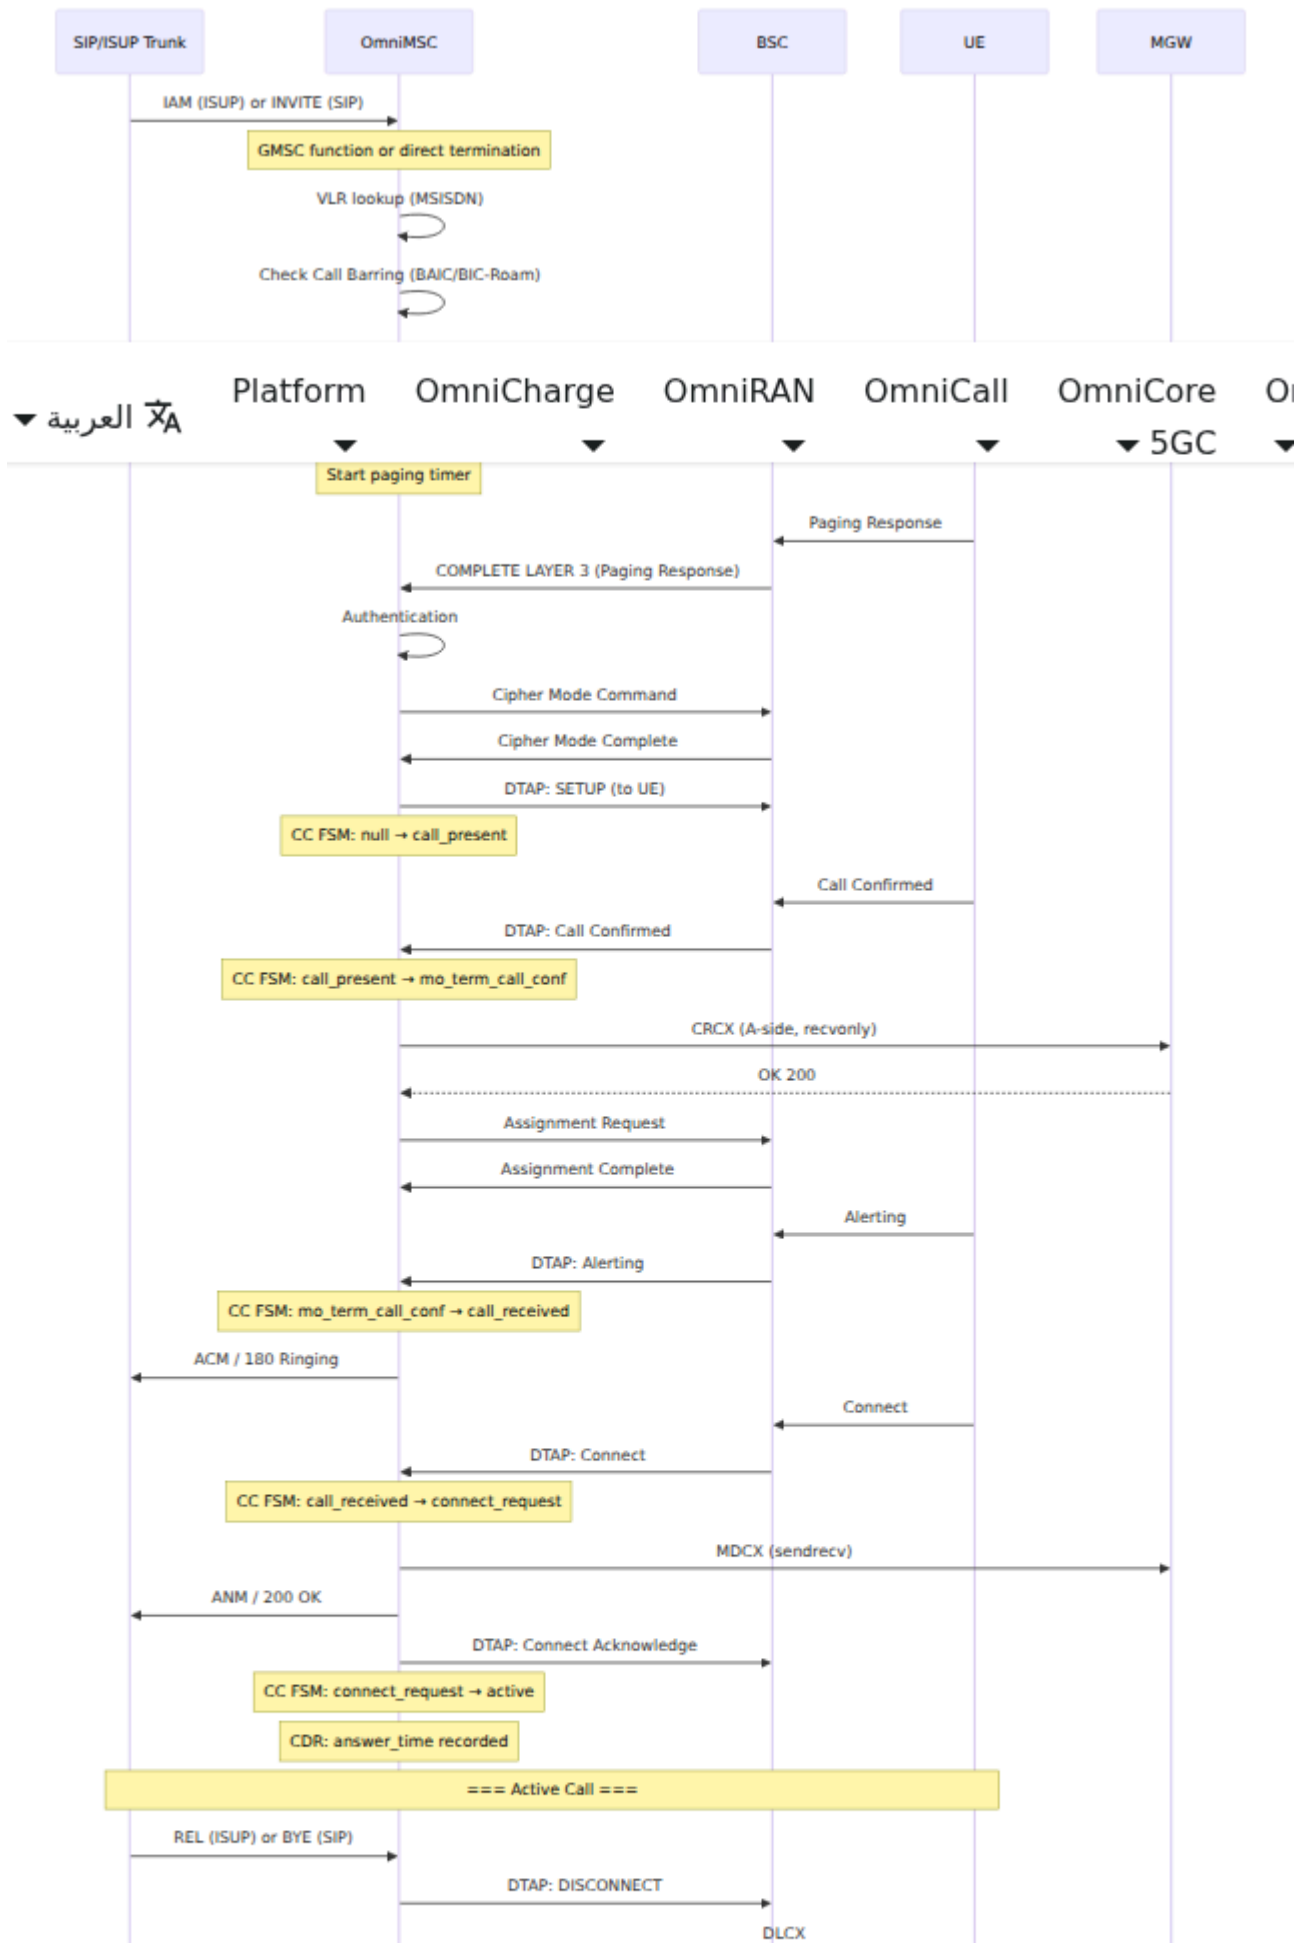 SIP/ISUP Trunk OmniMSC BSC UE MGW
IAM (ISUP) or INVITE (SIP)
GMSC function or direct termination
VLR lookup (MSISDN)
Check Call Barring (BAIC/BIC-Roam)
Platform OmniCharge OmniRAN OmniCall OmniCore
العربية
5GC
Start paging timer
Paging Response
COMPLETE LAYER 3 (Paging Response)
Authentication
Cipher Mode Command
Cipher Mode Complete
DTAP: SETUP (to UE)
CC FSM: null → call_present
Call Confirmed
DTAP: Call Confirmed
CC FSM: call_present → mo_term_call_conf
CRCX (A-side, recvonly)
OK 200
Assignment Request
Assignment Complete
Alerting
DTAP: Alerting
CC FSM: mo_term_call_conf → call_received
ACM / 180 Ringing
Connect
DTAP: Connect
CC FSM: call_received → connect_request
MDCX (sendrecv)
ANM / 200 OK
DTAP: Connect Acknowledge
CC FSM: connect_request → active
CDR: answer_time recorded
=== Active Call ===
REL (ISUP) or BYE (SIP)
DTAP: DISCONNECT
DLCX